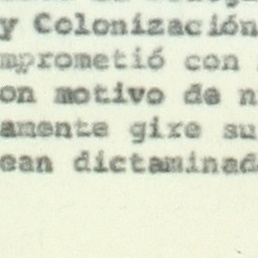 y Colonización
mprometió con
on motivo de n
amente gire su
ean dictaminad